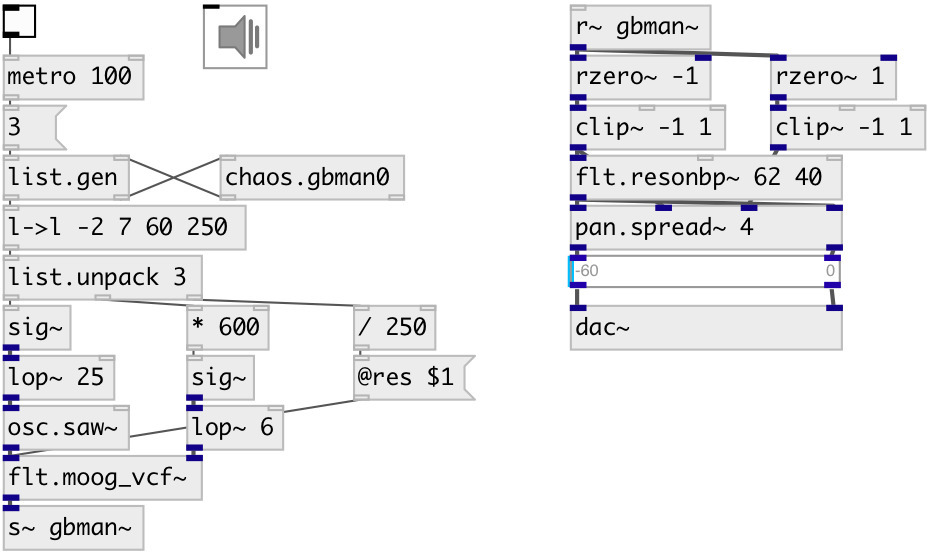 metro 100
3
list.gen
chaos.gbman0
l->l -2 7 60 250
list.unpack 3
sig~
* 600
/ 250
lop~ 25
sig~
@res $1
osc.saw~
lop~ 6
flt.moog_vcf~
s~ gbman~
r~ gbman~
rzero~ -1
rzero~ 1
clip~ -1 1
clip~ -1 1
flt.resonbp~ 62 40
pan.spread~ 4
-60
0
dac~